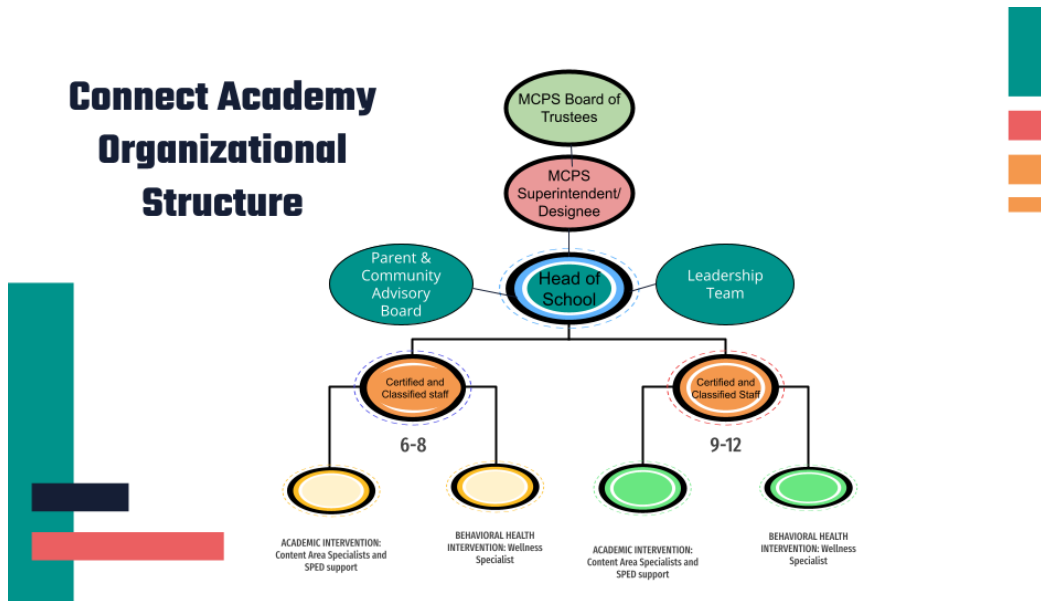 Connect Academy
Organizational
Structure
MCPS Board of
Trustees
MCPS
Superintendent/
Designee
Parent &
Community
Advisory
Board
Head of
School
Leadership
Team
Certified and
Classified staff
Certified and
Classified Staff
6-8
9-12
ACADEMIC INTERVENTION:
Content Area Specialists and
SPED support
BEHAVIORAL HEALTH
INTERVENTION: Wellness
Specialist
ACADEMIC INTERVENTION:
Content Area Specialists and
SPED support
BEHAVIORAL HEALTH
INTERVENTION: Wellness
Specialist